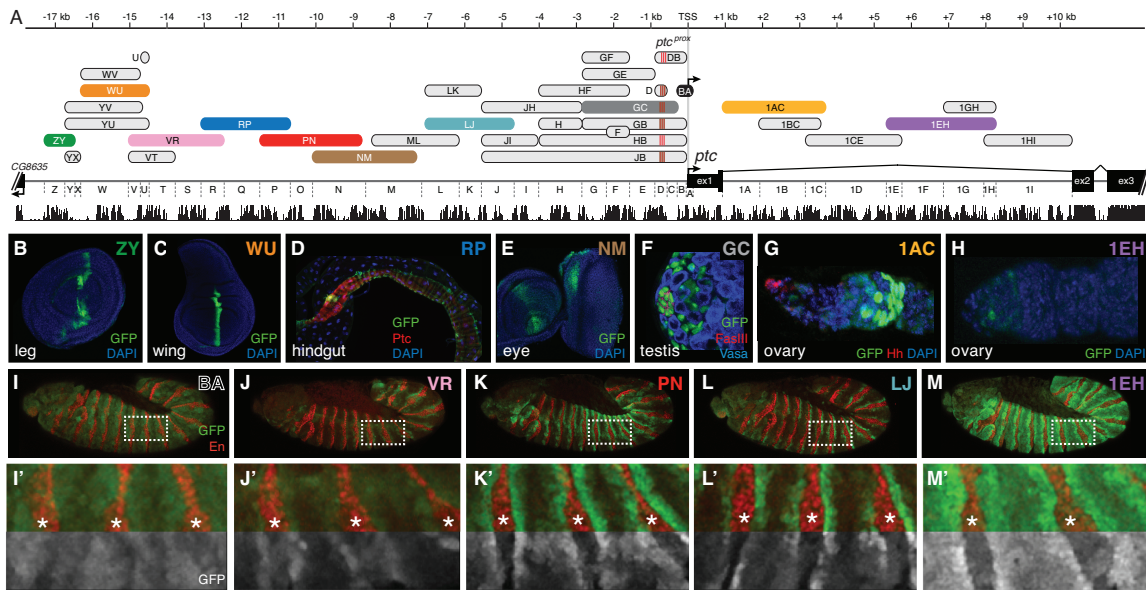 A
-17 kb -16 -15 -14 -13 -12 -11 -10 -9 -8 -7 -6 -5 -4 -3 -2 -1 kb TSS +1 kb +2 +3 +4 +5 +6 +7 +8 +9 +10 kb
ptc prox
U GF DB
WV GE
WU LK HF D BA
YV JH GC 1AC 1GH
YU RP LJ H F GB 1BC 1EH
ZY VR PN ML JI HB 1CE 1HI
YX VT NM JB ptc
CG8635 ex1 ex2 ex3
Z Y X W V U T S R Q P O N M L K J I H G F E D C B A 1A 1B 1C 1D 1E 1F 1G 1H 1I
B ZY GFP DAPI leg
C WU GFP DAPI wing
D RP GFP Ptc DAPI hindgut
E NM GFP DAPI eye
F GC GFP FasIII Vasa testis
G 1AC GFP Hh DAPI ovary
H 1EH GFP DAPI ovary
I BA GFP En
J VR
K PN
L LJ
M 1EH
I' * * * GFP
J' * * *
K' * * *
L' * * *
M' * *